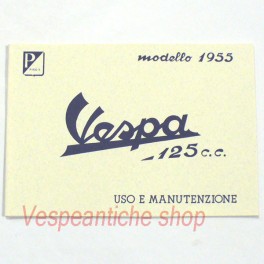 P
modello 1955
Vespa
125 c.c.
USO E MANUTENZIONE
Vespeantiche shop